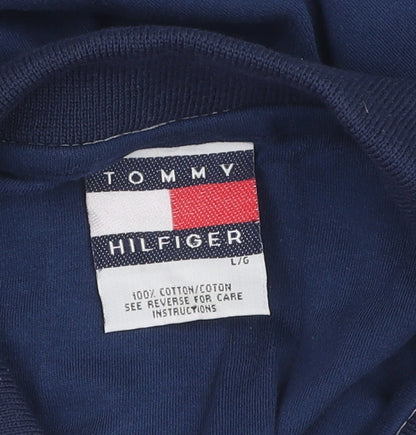 TOMMY
HILFIGER
L/G
100% COTTON/COTON
SEE REVERSE FOR CARE
INSTRUCTIONS